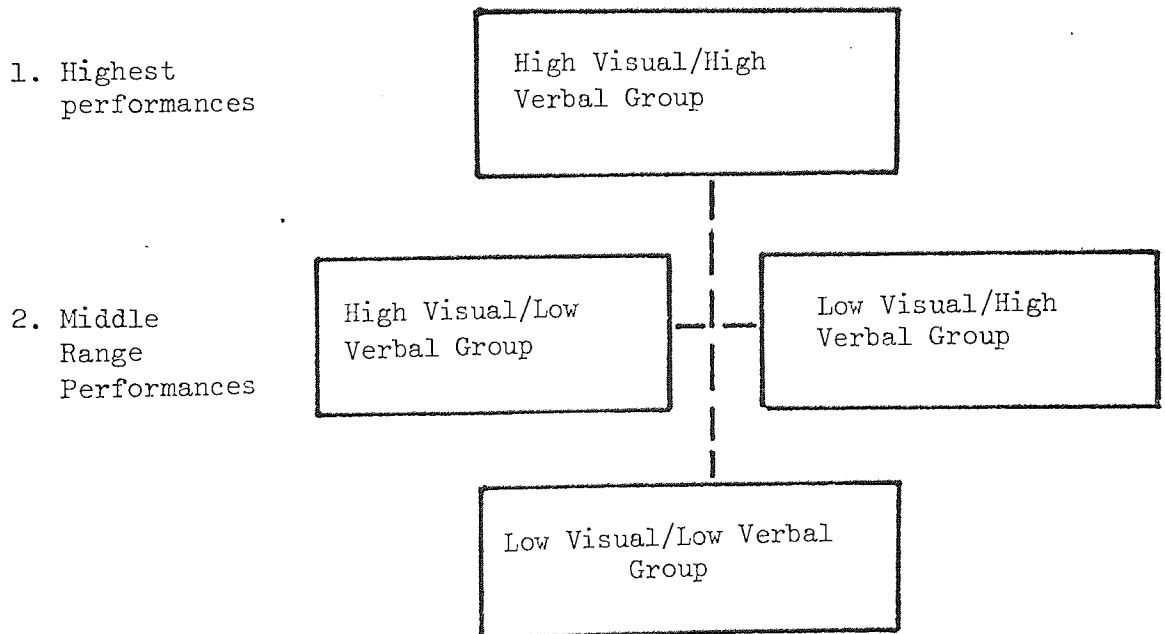 1. Highest
performances
High Visual/High
Verbal Group
2. Middle
Range
Performances
High Visual/Low
Verbal Group
Low Visual/High
Verbal Group
Low Visual/Low Verbal
Group